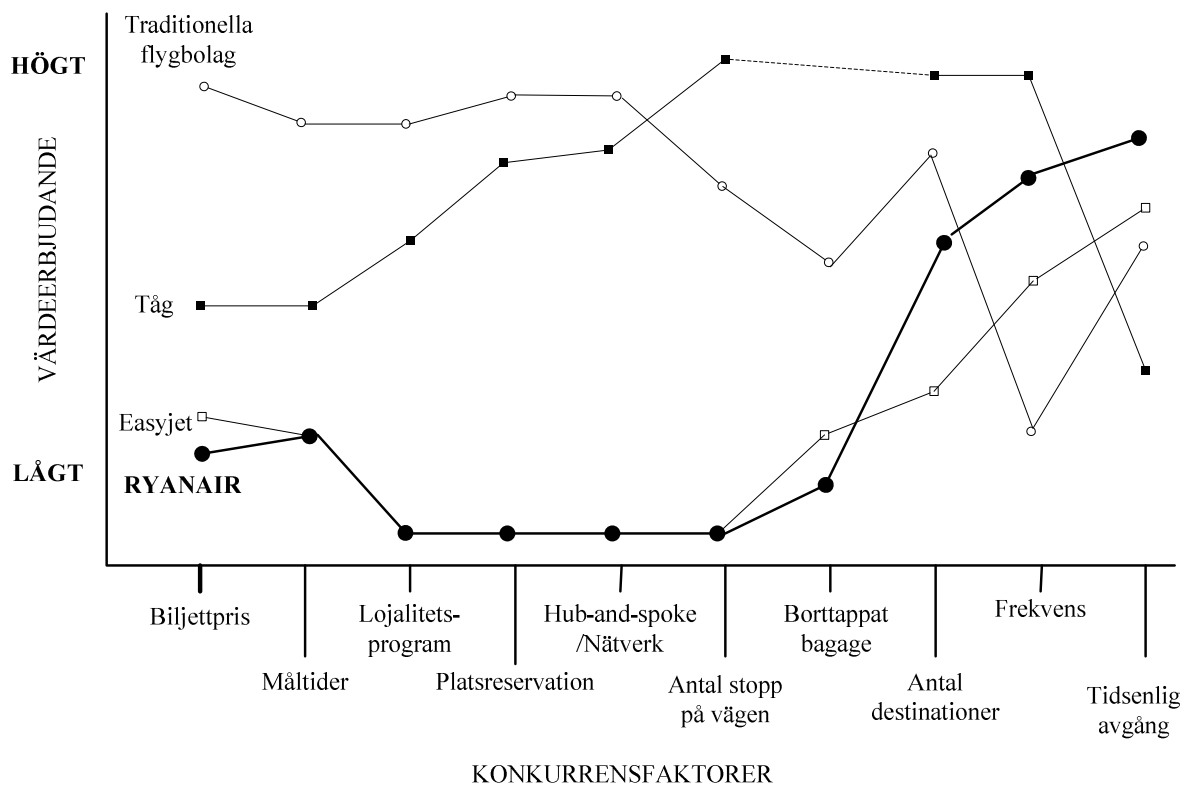 Traditionella
flygbolag
HÖGT
VÄRDEERBJUDANDE
Tåg
Easyjet
LÅGT
RYANAIR
Biljettpris
Måltider
Lojalitets-
program
Platsreservation
Hub-and-spoke
/Nätverk
Antal stopp
på vägen
Borttappat
bagage
Antal
destinationer
Frekvens
Tidsenlig
avgång
KONKURRENSFAKTORER